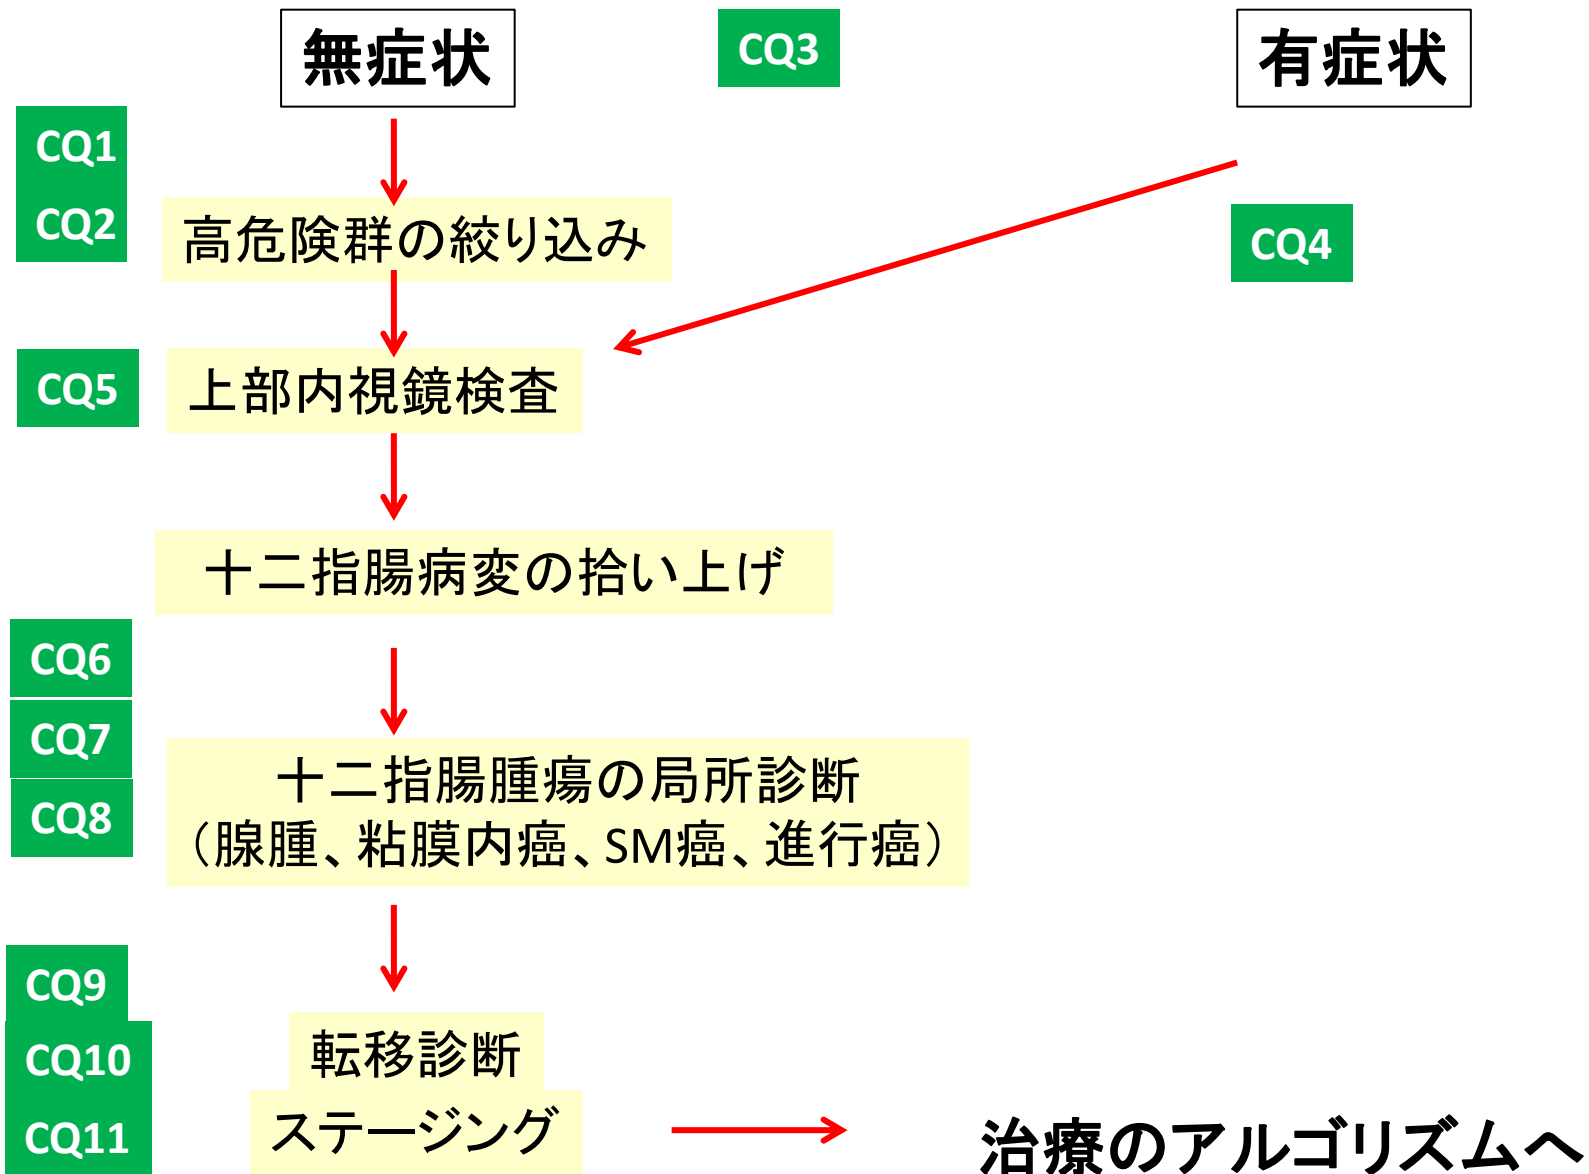 無症状
CQ3
有症状
CQ1
CQ2
高危険群の絞り込み
CQ4
CQ5
上部内視鏡検査
十二指腸病変の拾い上げ
CQ6
CQ7
CQ8
十二指腸腫瘍の局所診断
（腺腫、粘膜内癌、SM癌、進行癌）
CQ9
CQ10
CQ11
転移診断
ステージング
治療のアルゴリズムへ